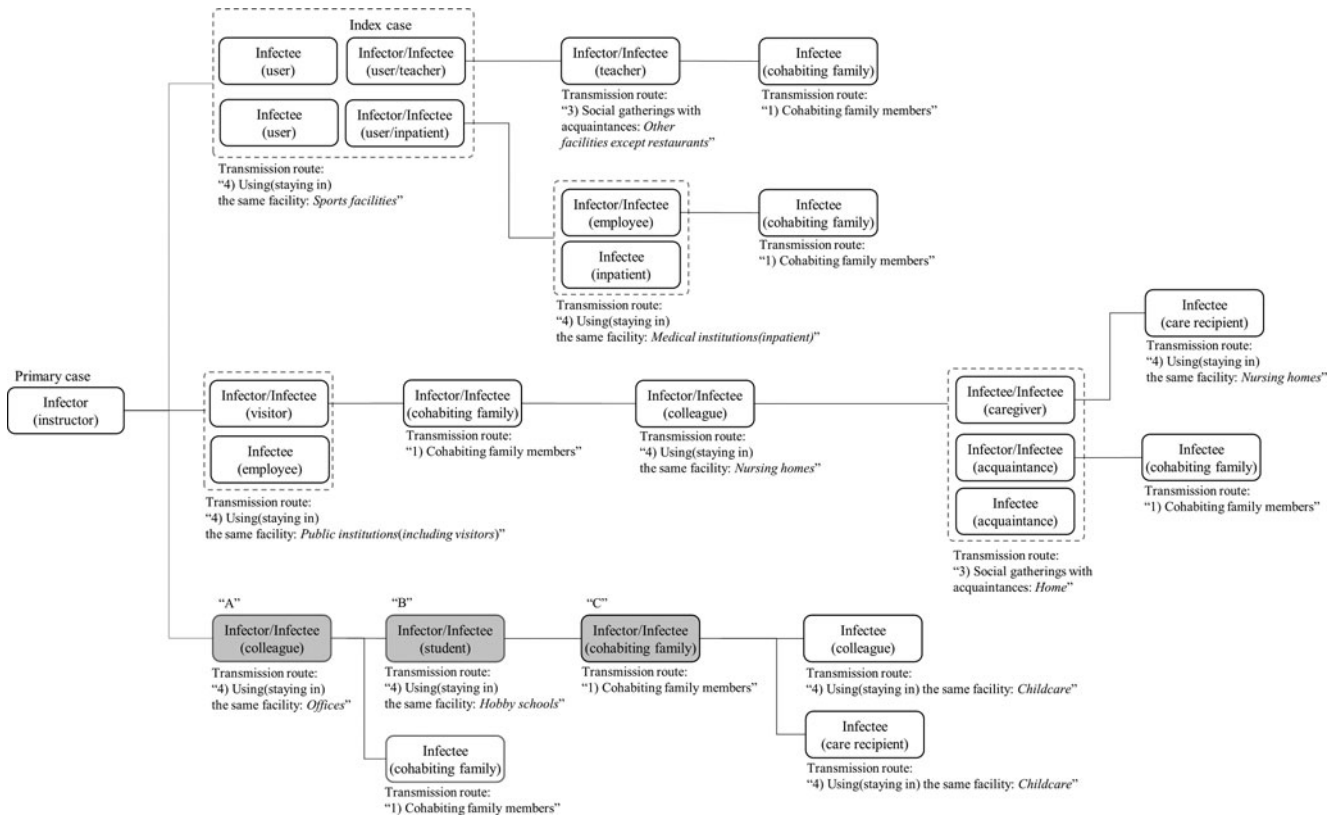 Index case
Infectee
(user)
Infector/Infectee
(user/teacher)
Infectee
(user)
Infector/Infectee
(user/inpatient)
Transmission route:
“4) Using(staying in)
the same facility: Sports facilities”
Infector/Infectee
(teacher)
Transmission route:
“3) Social gatherings with
acquaintances: Other
facilities except restaurants”
Infectee
(cohabiting family)
Transmission route:
“1) Cohabiting family members”
Infector/Infectee
(employee)
Infectee
(inpatient)
Transmission route:
“4) Using(staying in)
the same facility: Medical institutions(inpatient)”
Infectee
(cohabiting family)
Transmission route:
“1) Cohabiting family members”
Primary case
Infector
(instructor)
Infector/Infectee
(visitor)
Infectee
(employee)
Transmission route:
“4) Using(staying in)
the same facility: Public institutions(including visitors)”
Infector/Infectee
(cohabiting family)
Transmission route:
“1) Cohabiting family members”
Infector/Infectee
(colleague)
Transmission route:
“4) Using(staying in)
the same facility: Nursing homes”
Infectee/Infectee
(caregiver)
Infector/Infectee
(acquaintance)
Infectee
(acquaintance)
Transmission route:
“3) Social gatherings with
acquaintances: Home”
Infectee
(care recipient)
Transmission route:
“4) Using(staying in)
the same facility: Nursing homes”
Infectee
(cohabiting family)
Transmission route:
“1) Cohabiting family members”
“A”
Infector/Infectee
(colleague)
Transmission route:
“4) Using(staying in)
the same facility: Offices”
“B”
Infector/Infectee
(student)
Transmission route:
“4) Using(staying in)
the same facility: Hobby schools”
“C”
Infector/Infectee
(cohabiting family)
Transmission route:
“1) Cohabiting family members”
Infectee
(colleague)
Transmission route:
“4) Using(staying in) the same facility: Childcare”
Infectee
(cohabiting family)
Transmission route:
“1) Cohabiting family members”
Infectee
(care recipient)
Transmission route:
“4) Using(staying in) the same facility: Childcare”